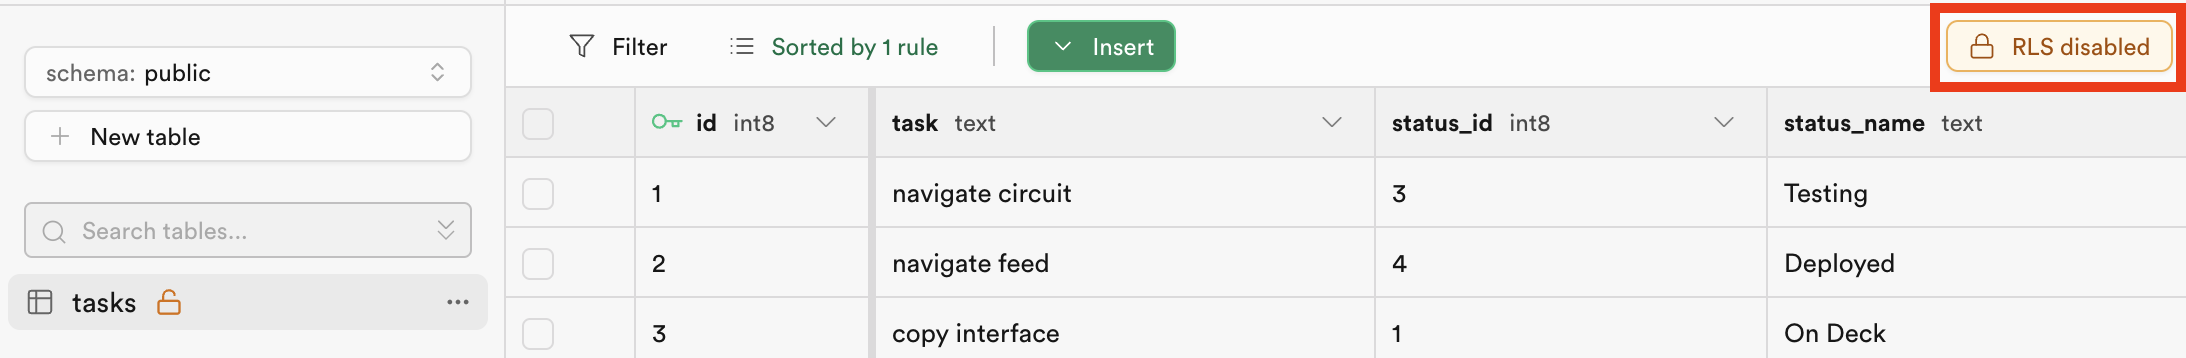 schema: public
New table
Search tables...
tasks
Filter
Sorted by 1 rule
Insert
RLS disabled
id int8 task text status_id int8 status_name text
1 navigate circuit 3 Testing
2 navigate feed 4 Deployed
3 copy interface 1 On Deck